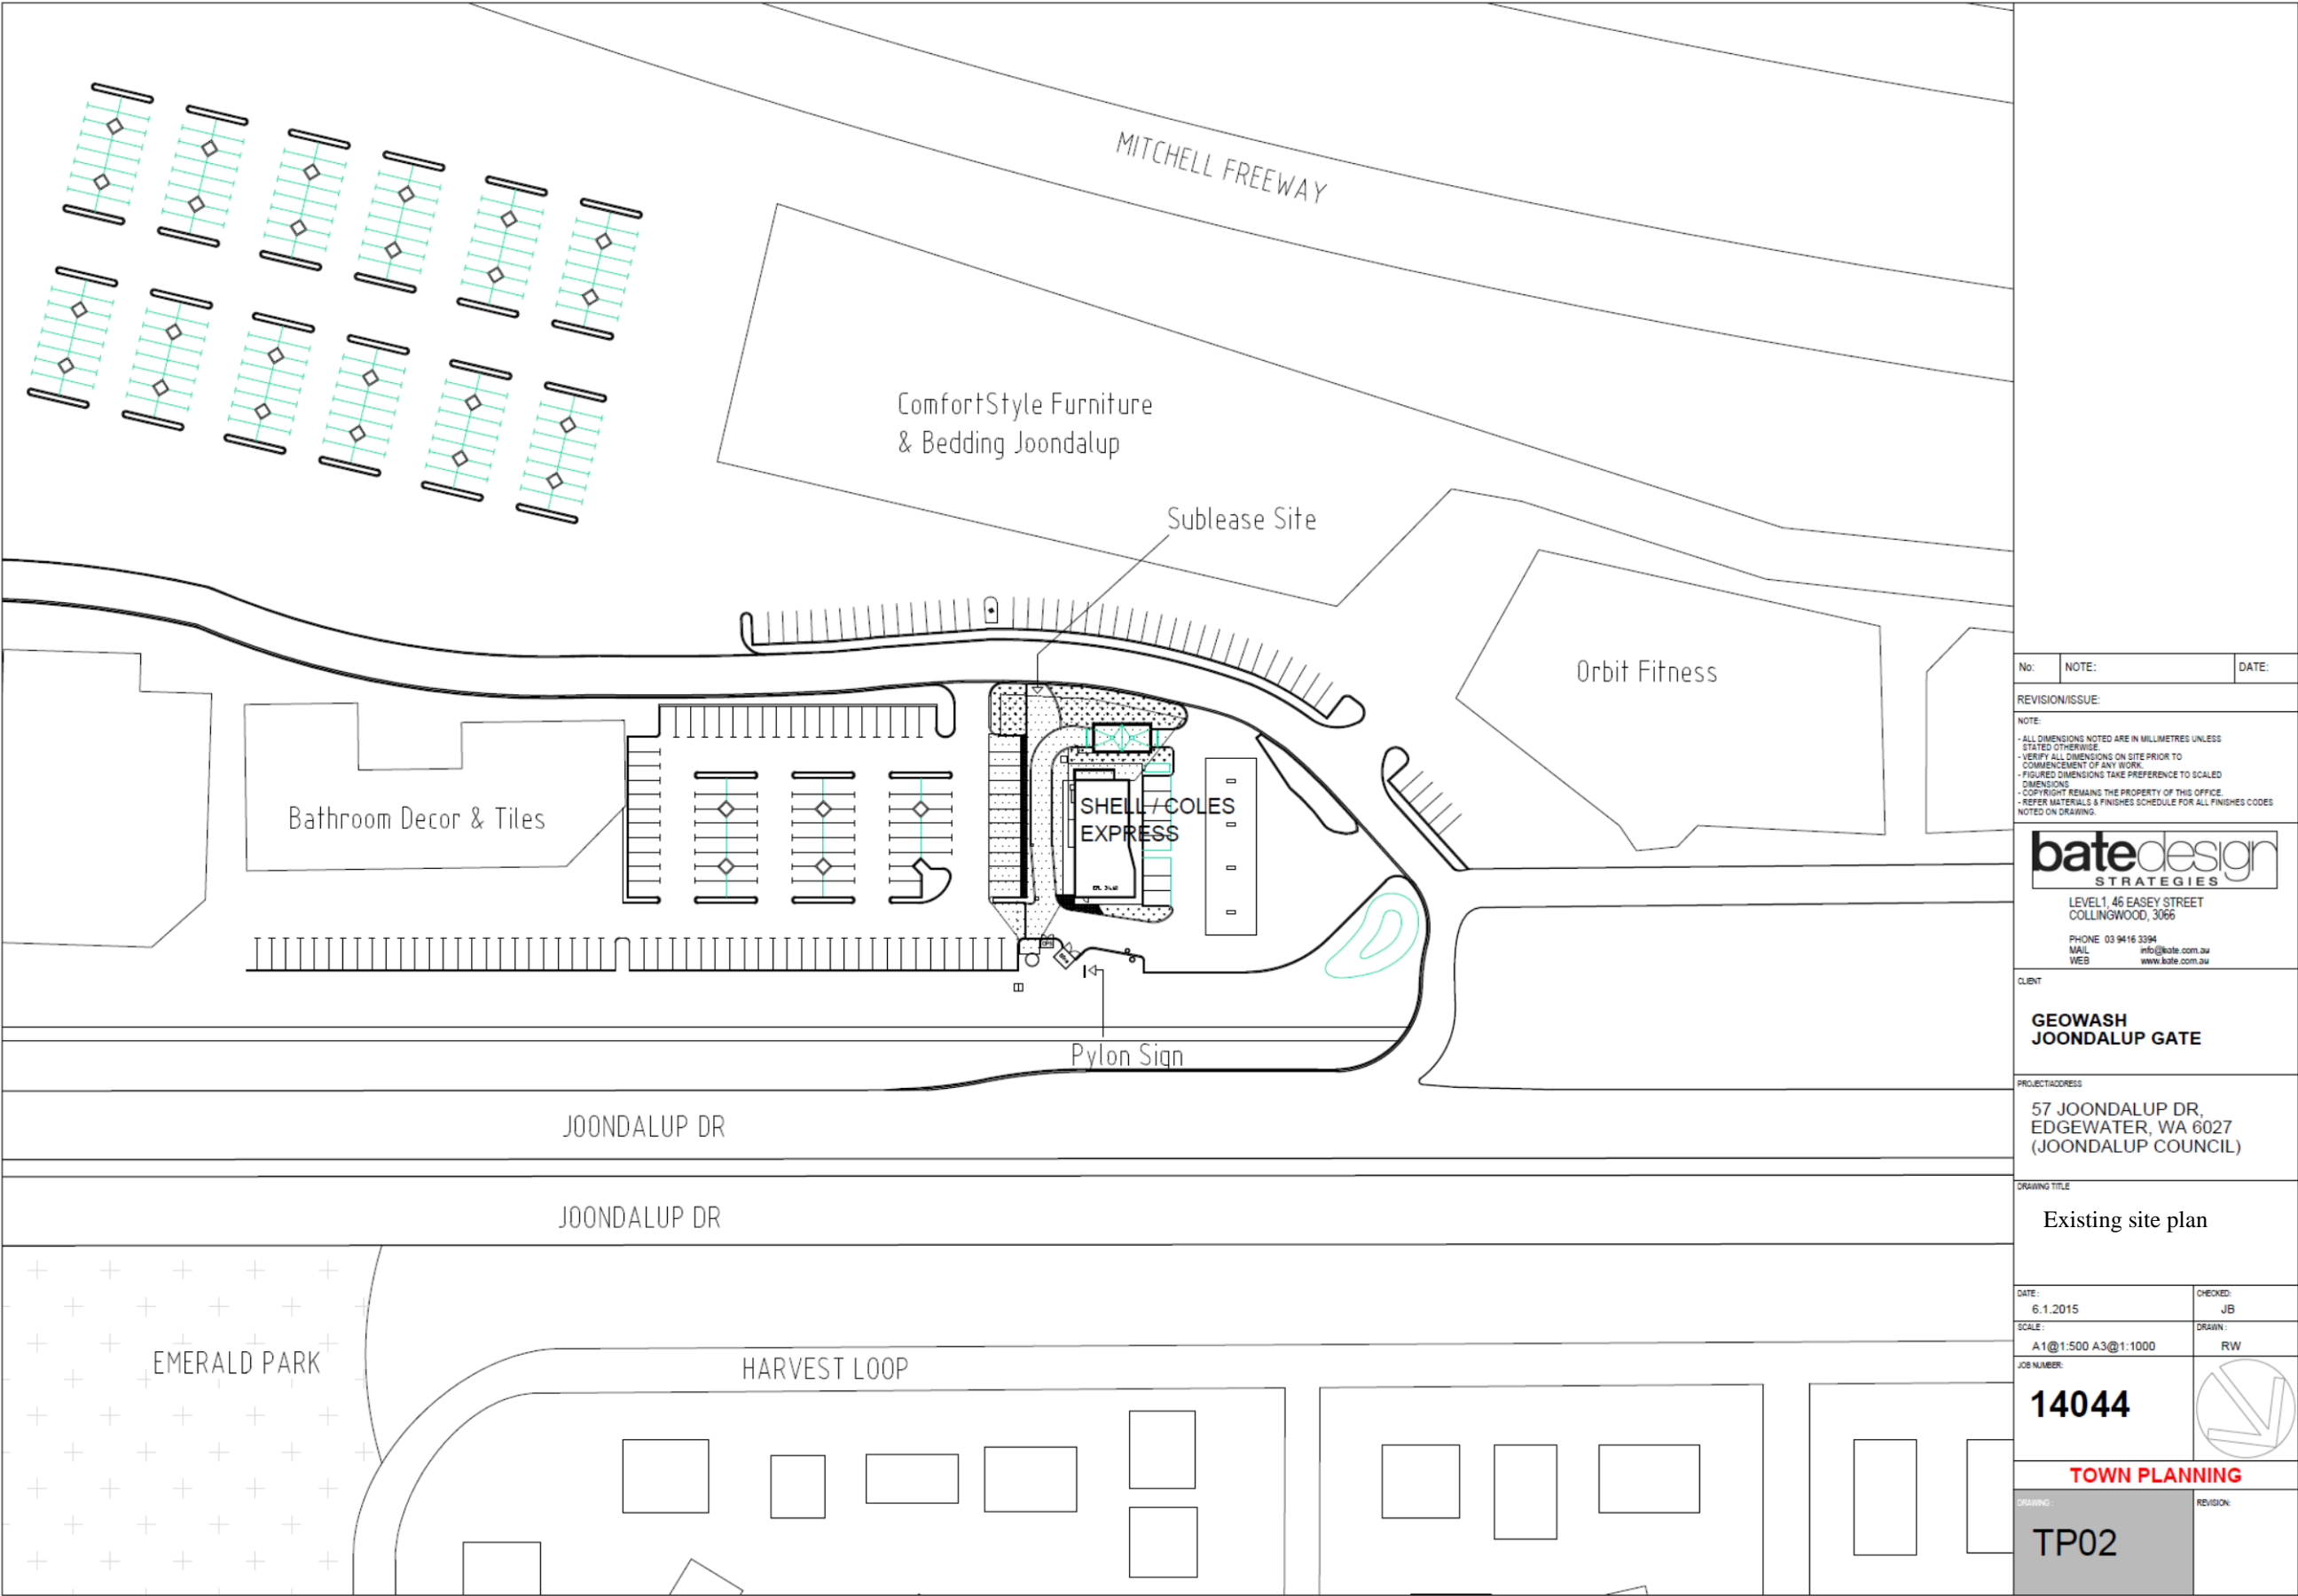 MITCHELL FREEWAY
ComfortStyle Furniture
& Bedding Joondalup
Sublease Site
Orbit Fitness
Bathroom Decor & Tiles
SHELL / COLES
EXPRESS
Pylon Sign
JOONDALUP DR
JOONDALUP DR
EMERALD PARK
HARVEST LOOP
No:
NOTE:
DATE:
REVISION/ISSUE:
NOTE:
- ALL DIMENSIONS NOTED ARE IN MILLIMETRES UNLESS
STATED OTHERWISE.
- VERIFY ALL DIMENSIONS ON SITE PRIOR TO
COMMENCEMENT OF ANY WORK.
- FIGURED DIMENSIONS TAKE PREFERENCE TO SCALED
DIMENSIONS
- COPYRIGHT REMAINS THE PROPERTY OF THIS OFFICE.
- REFER MATERIALS & FINISHES SCHEDULE FOR ALL FINISHES CODES
NOTED ON DRAWING.
batedesign
STRATEGIES
LEVEL1, 46 EASEY STREET
COLLINGWOOD, 3066
PHONE 03 9416 3394
MAIL info@bate.com.au
WEB www.bate.com.au
CLIENT
GEOWASH
JOONDALUP GATE
PROJECT/ADDRESS
57 JOONDALUP DR,
EDGEWATER, WA 6027
(JOONDALUP COUNCIL)
DRAWING TITLE
Existing site plan
DATE :
6.1.2015
CHECKED:
JB
SCALE :
A1@1:500 A3@1:1000
DRAWN :
RW
JOB NUMBER:
14044
TOWN PLANNING
DRAWING :
TP02
REVISION: